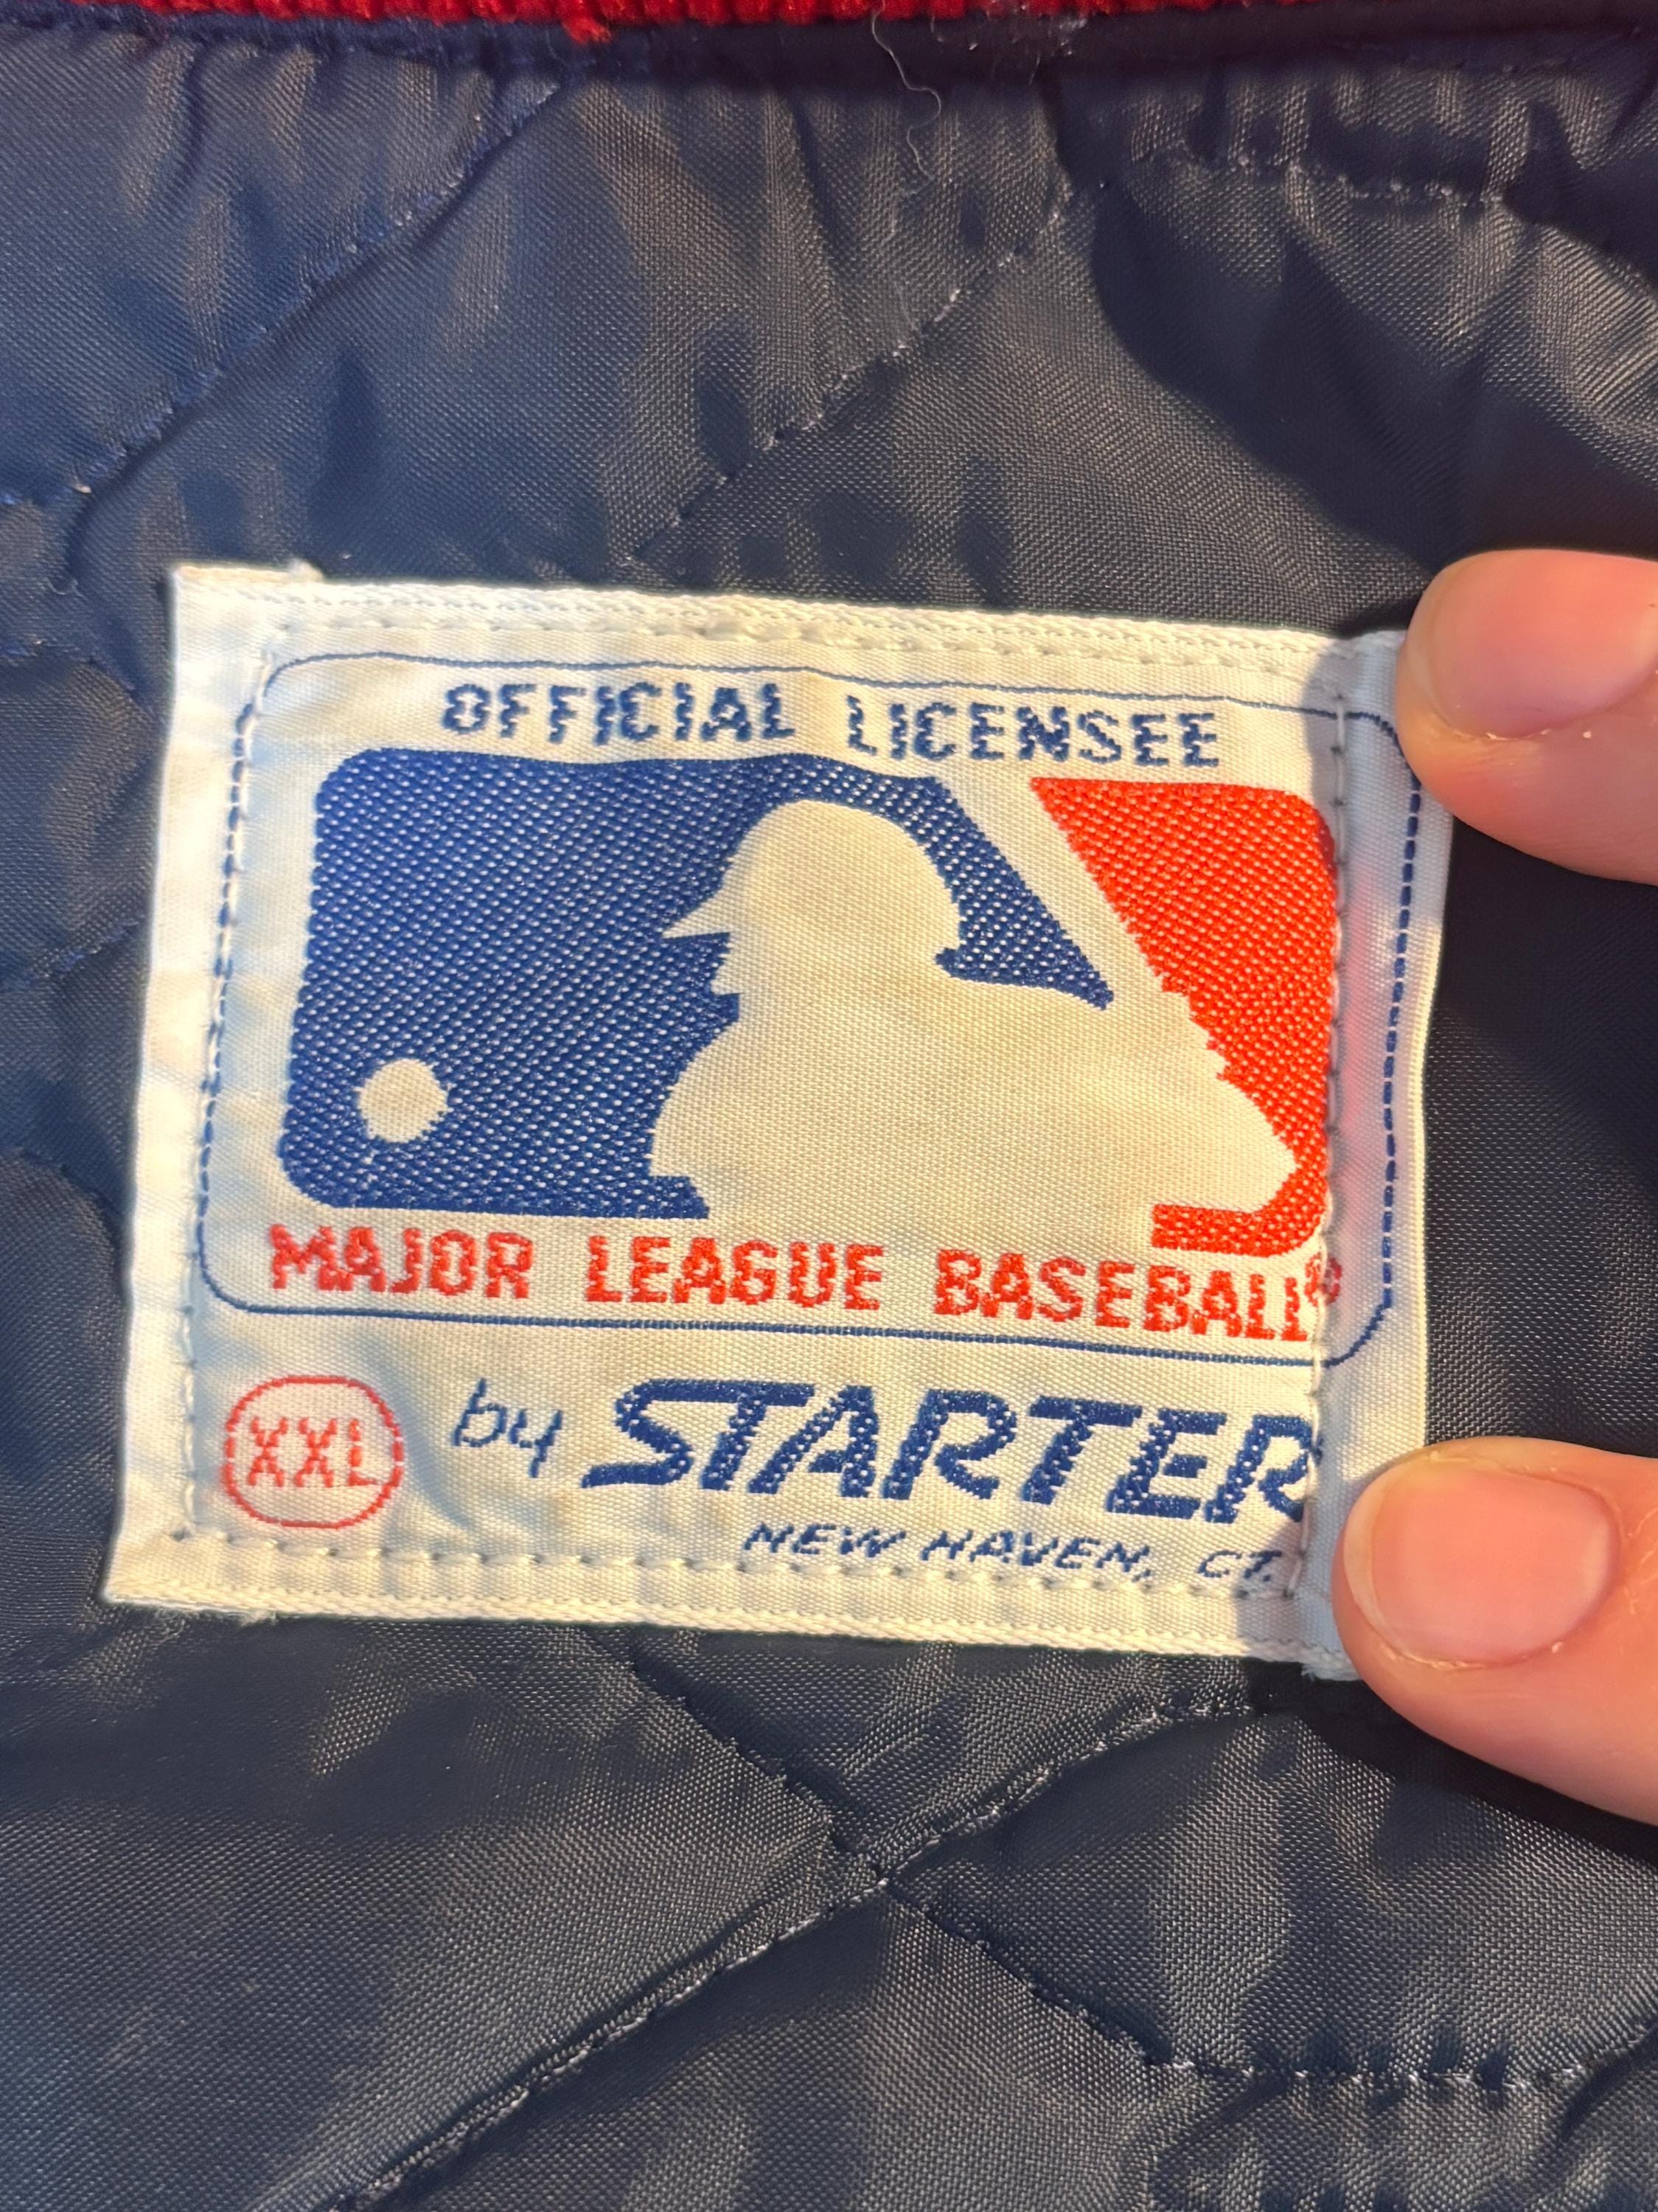 OFFICIAL LICENSEE
MAJOR LEAGUE BASEBALL®
XXL by STARTER
NEW HAVEN, CT.